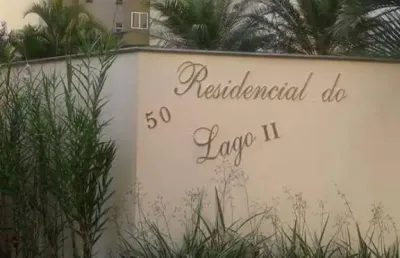 Residencial do
50
Lago II